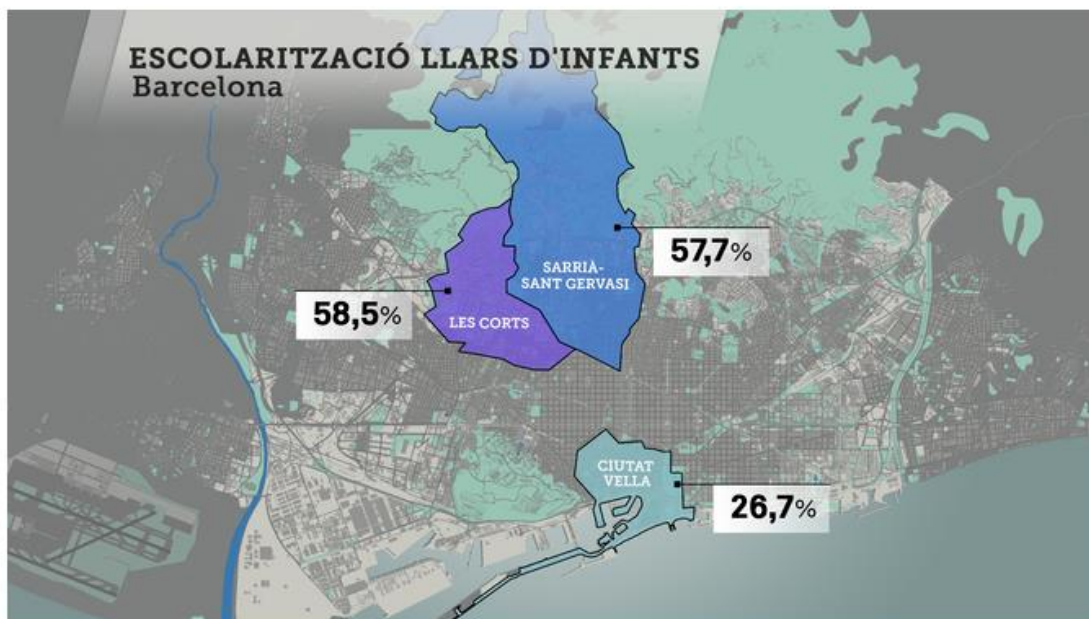 ESCOLARITZACIÓ LLARS D'INFANTS
Barcelona
57,7%
SARRIÀ-
SANT GERVASI
58,5%
LES CORTS
CIUTAT
VELLA
26,7%